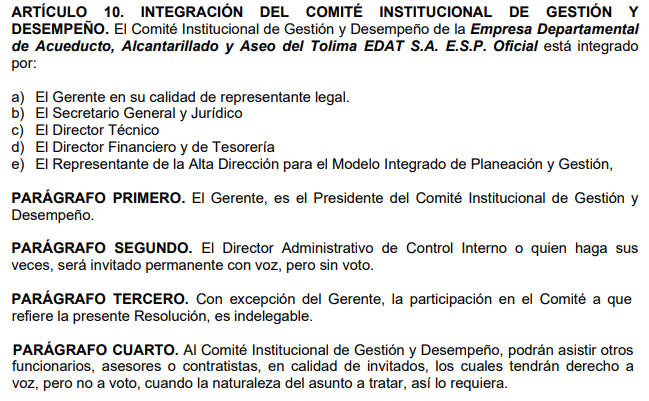 ARTÍCULO 10. INTEGRACIÓN DEL COMITÉ INSTITUCIONAL DE GESTIÓN Y
DESEMPEÑO. El Comité Institucional de Gestión y Desempeño de la Empresa Departamental
de Acueducto, Alcantarillado y Aseo del Tolima EDAT S.A. E.S.P. Oficial está integrado
por:
a) El Gerente en su calidad de representante legal.
b) El Secretario General y Jurídico
c) El Director Técnico
d) El Director Financiero y de Tesorería
e) El Representante de la Alta Dirección para el Modelo Integrado de Planeación y Gestión,
PARÁGRAFO PRIMERO. El Gerente, es el Presidente del Comité Institucional de Gestión y
Desempeño.
PARÁGRAFO SEGUNDO. El Director Administrativo de Control Interno o quien haga sus
veces, será invitado permanente con voz, pero sin voto.
PARÁGRAFO TERCERO. Con excepción del Gerente, la participación en el Comité a que
refiere la presente Resolución, es indelegable.
PARÁGRAFO CUARTO. Al Comité Institucional de Gestión y Desempeño, podrán asistir otros
funcionarios, asesores o contratistas, en calidad de invitados, los cuales tendrán derecho a
voz, pero no a voto, cuando la naturaleza del asunto a tratar, así lo requiera.